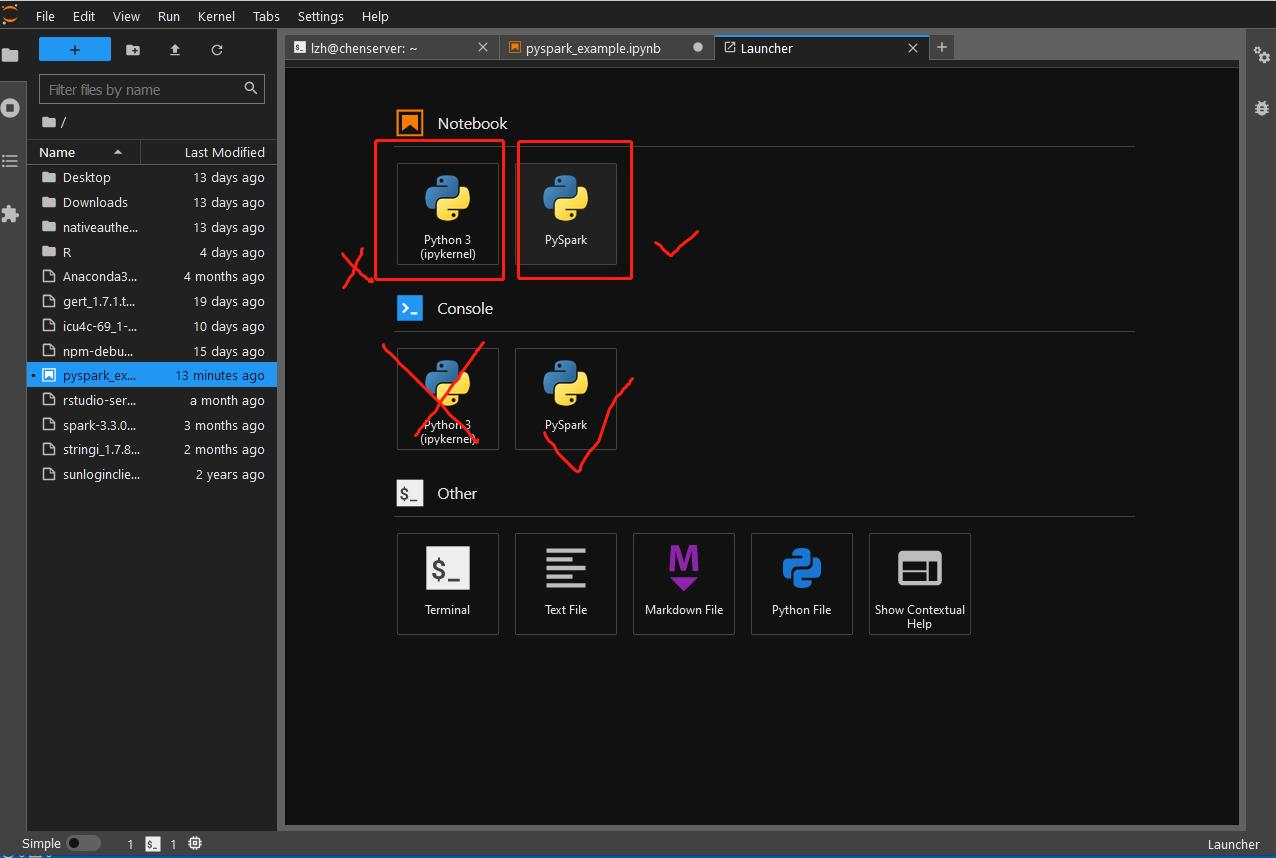 File Edit View Run Kernel Tabs Settings Help
+
lzh@chenserver: ~
pyspark_example.ipynb
Launcher
Filter files by name
/
Name Last Modified
Desktop 13 days ago
Downloads 13 days ago
nativeauthe... 13 days ago
R 4 days ago
Anaconda3... 4 months ago
gert_1.7.1.t... 19 days ago
icu4c-69_1-... 10 days ago
npm-debu... 15 days ago
pyspark_ex... 13 minutes ago
rstudio-ser... a month ago
spark-3.3.0... 3 months ago
stringi_1.7.8... 2 months ago
sunloginclie... 2 years ago
Notebook
Python 3
(ipykernel)
PySpark
Console
Python 3
(ipykernel)
PySpark
$_ Other
$_
Terminal
Text File
M
Markdown File
Python File
Show Contextual
Help
Simple 1 $_ 1
Launcher